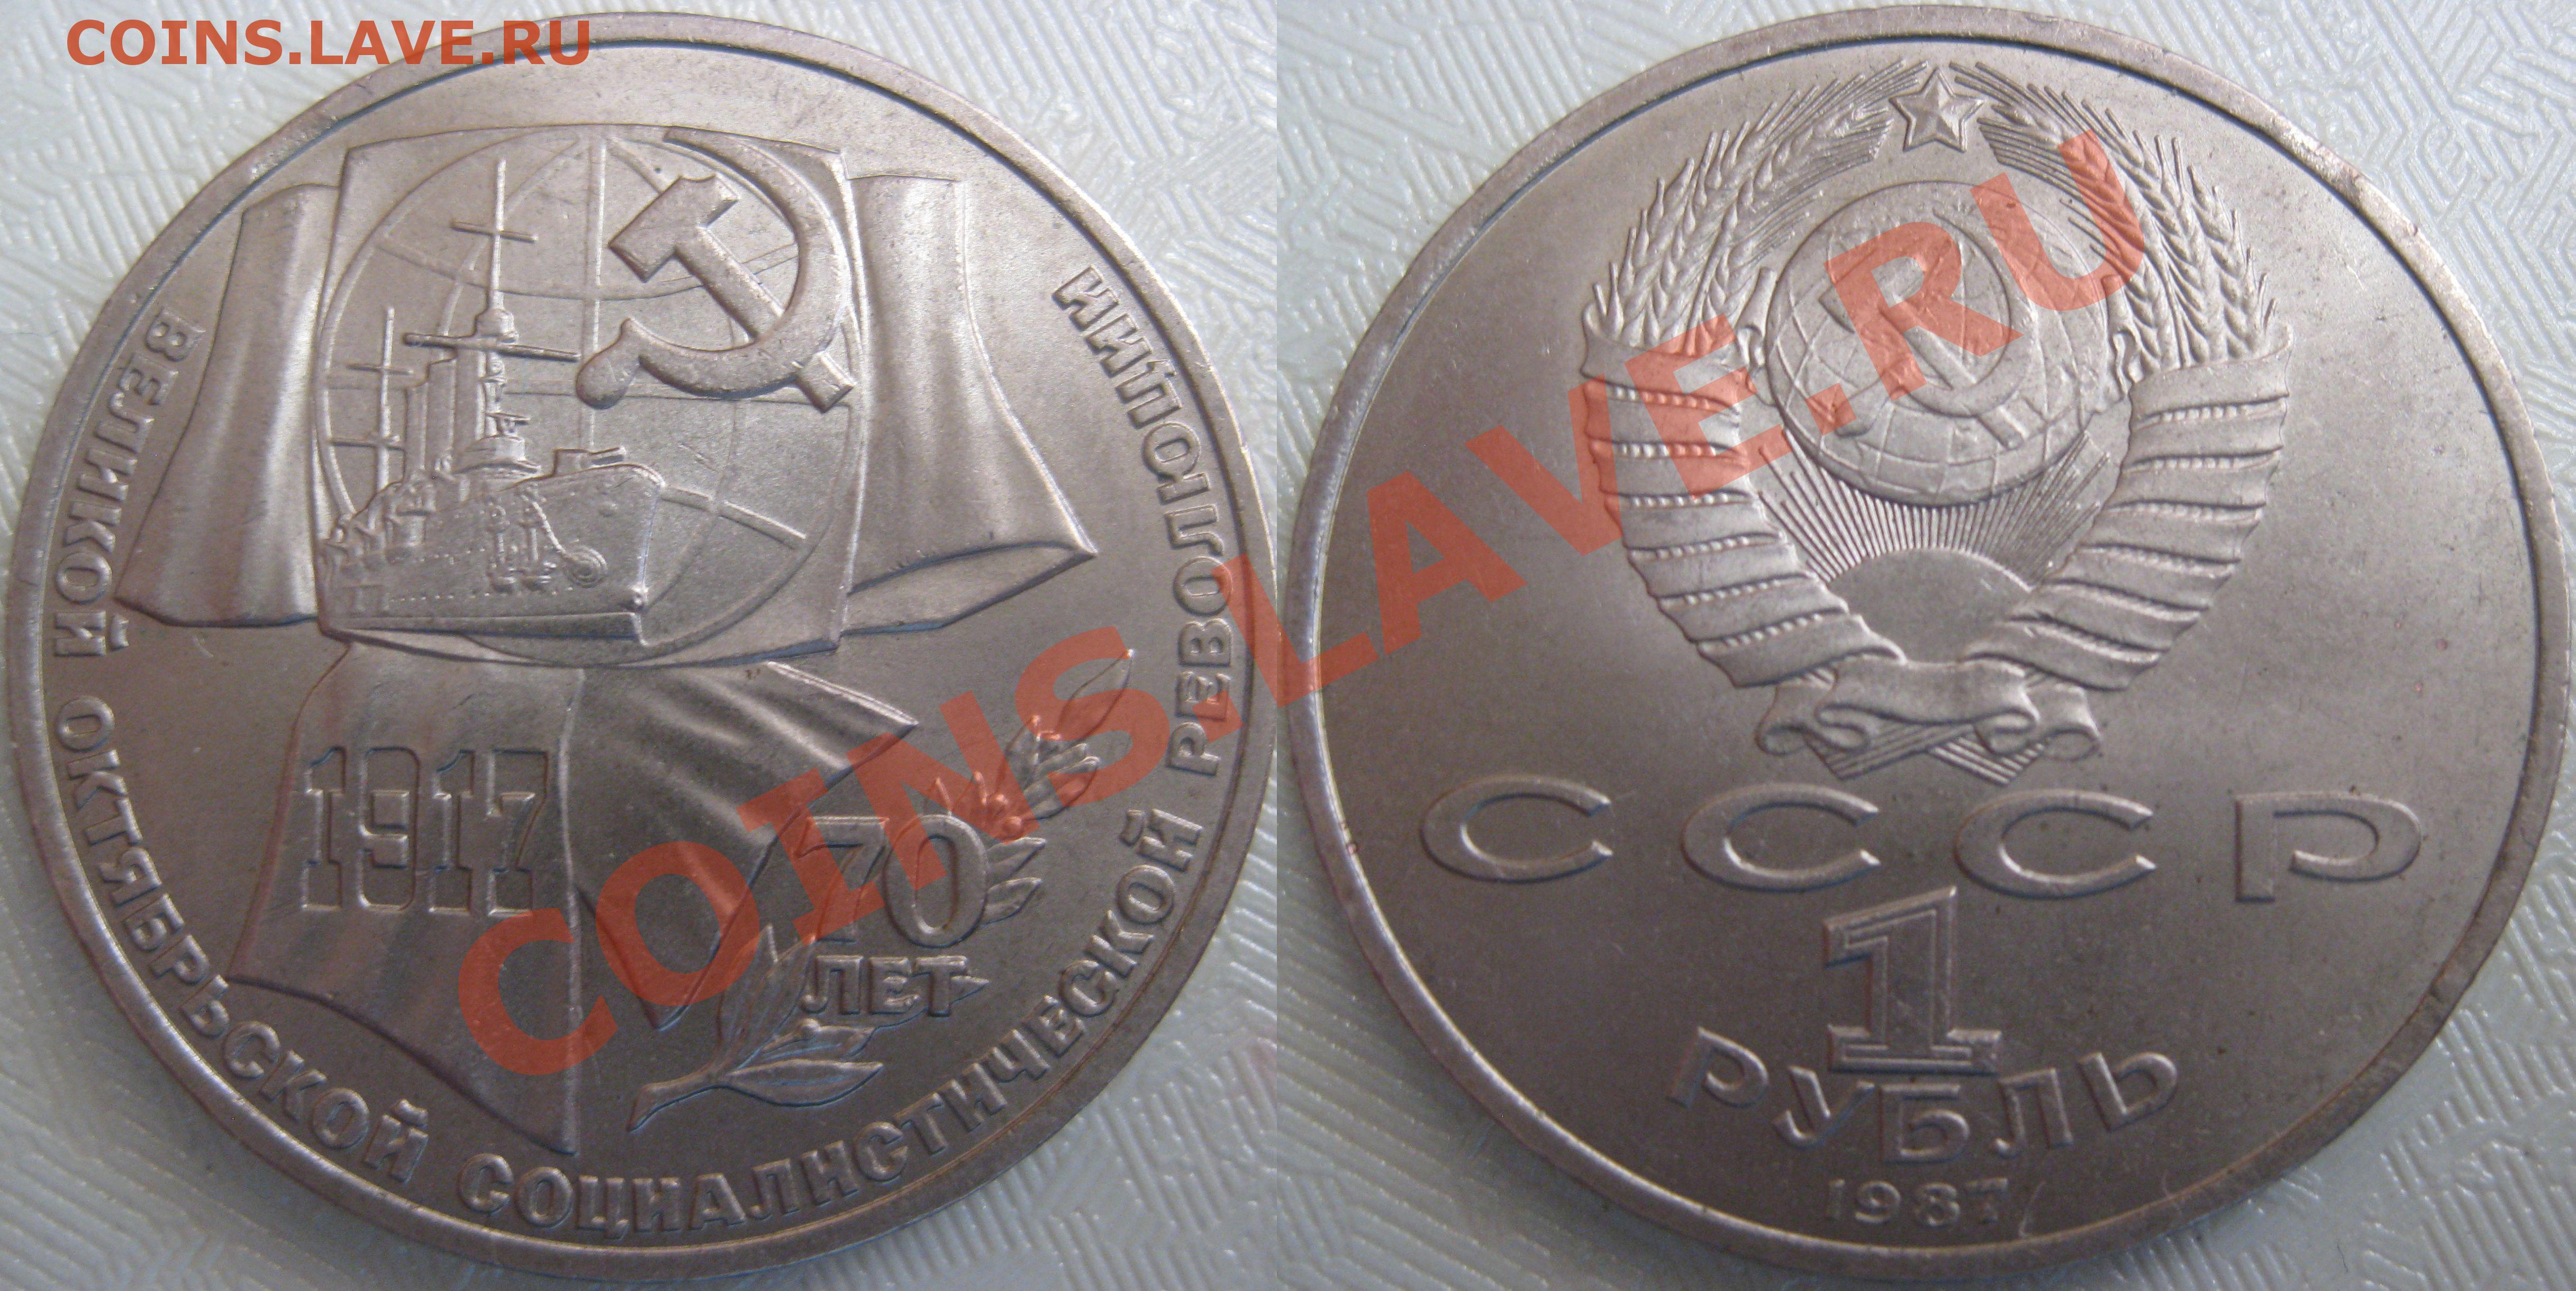 COINS.LAVE.RU
ВЕЛИКОЙ ОКТЯБРЬСКОЙ СОЦИАЛИСТИЧЕСКОЙ РЕВОЛЮЦИИ
1917
70
ЛЕТ
СССР
1
РУБЛЬ
1987
COINS.LAVE.RU